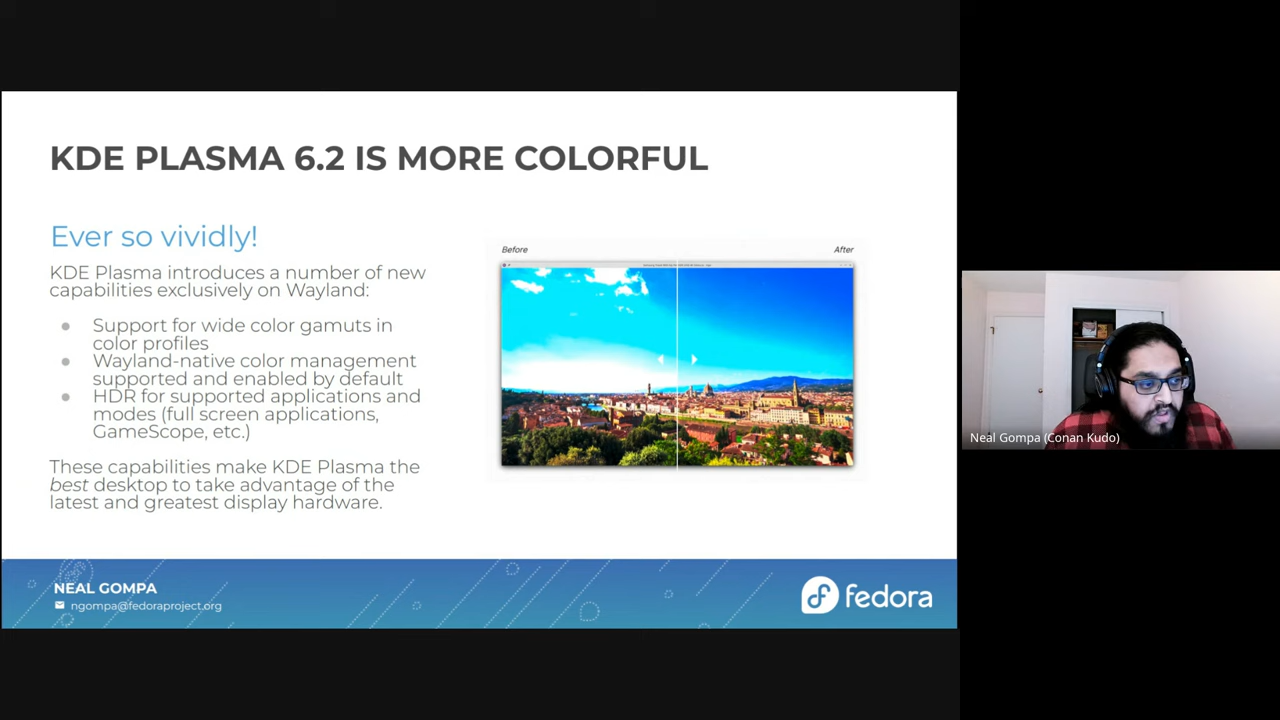 KDE PLASMA 6.2 IS MORE COLORFUL
Ever so vividly!
KDE Plasma introduces a number of new
capabilities exclusively on Wayland:
● Support for wide color gamuts in
color profiles
● Wayland-native color management
supported and enabled by default
● HDR for supported applications and
modes (full screen applications,
GameScope, etc.)
These capabilities make KDE Plasma the
best desktop to take advantage of the
latest and greatest display hardware.
Before
After
NEAL GOMPA
ngompa@fedoraproject.org
fedora
Neal Gompa (Conan Kudo)